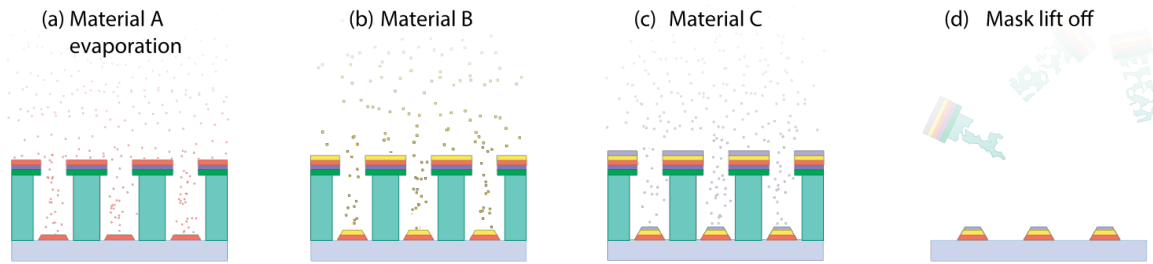 (a) Material A
evaporation
(b) Material B
(c) Material C
(d) Mask lift off